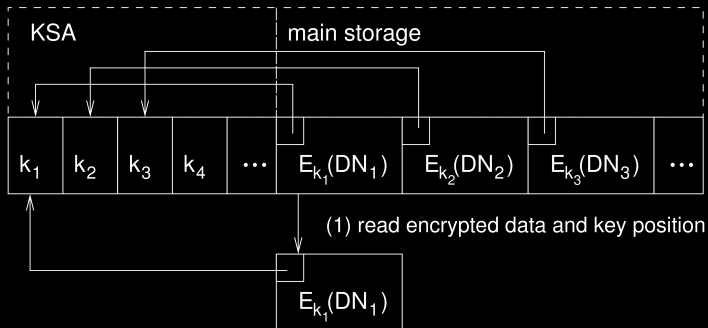 KSA main storage
k1 k2 k3 k4 ... Ek1(DN1) Ek2(DN2) Ek3(DN3) ...
(1) read encrypted data and key position
Ek1(DN1)